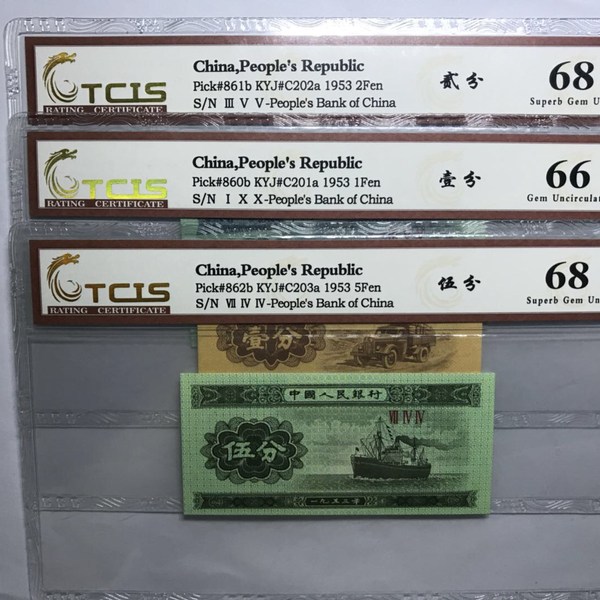 China,People's Republic
Pick#861b KYJ#C202a 1953 2Fen
S/N Ⅲ Ⅴ Ⅴ-People's Bank of China
TCIS
RATING CERTIFICATE
贰分
68
Superb Gem Un
China,People's Republic
Pick#860b KYJ#C201a 1953 1Fen
S/N Ⅰ Ⅹ Ⅹ-People's Bank of China
TCIS
RATING CERTIFICATE
壹分
66
Gem Uncirculat
China,People's Republic
Pick#862b KYJ#C203a 1953 5Fen
S/N Ⅶ Ⅳ Ⅳ-People's Bank of China
TCIS
RATING CERTIFICATE
伍分
68
Superb Gem Un
壹分
中國人民銀行
Ⅶ Ⅳ Ⅳ
伍分
一九五三年